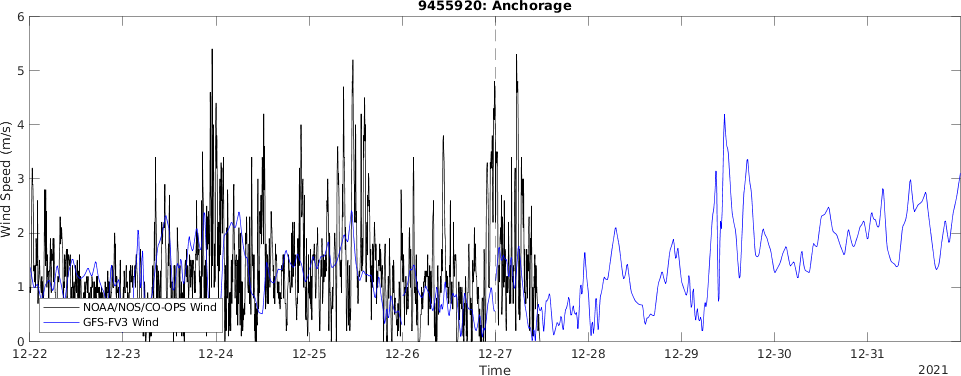 9455920: Anchorage
6
5
4
3
2
1
0
Wind Speed (m/s)
NOAA/NOS/CO-OPS Wind
GFS-FV3 Wind
12-22 12-23 12-24 12-25 12-26 12-27 12-28 12-29 12-30 12-31
Time
2021